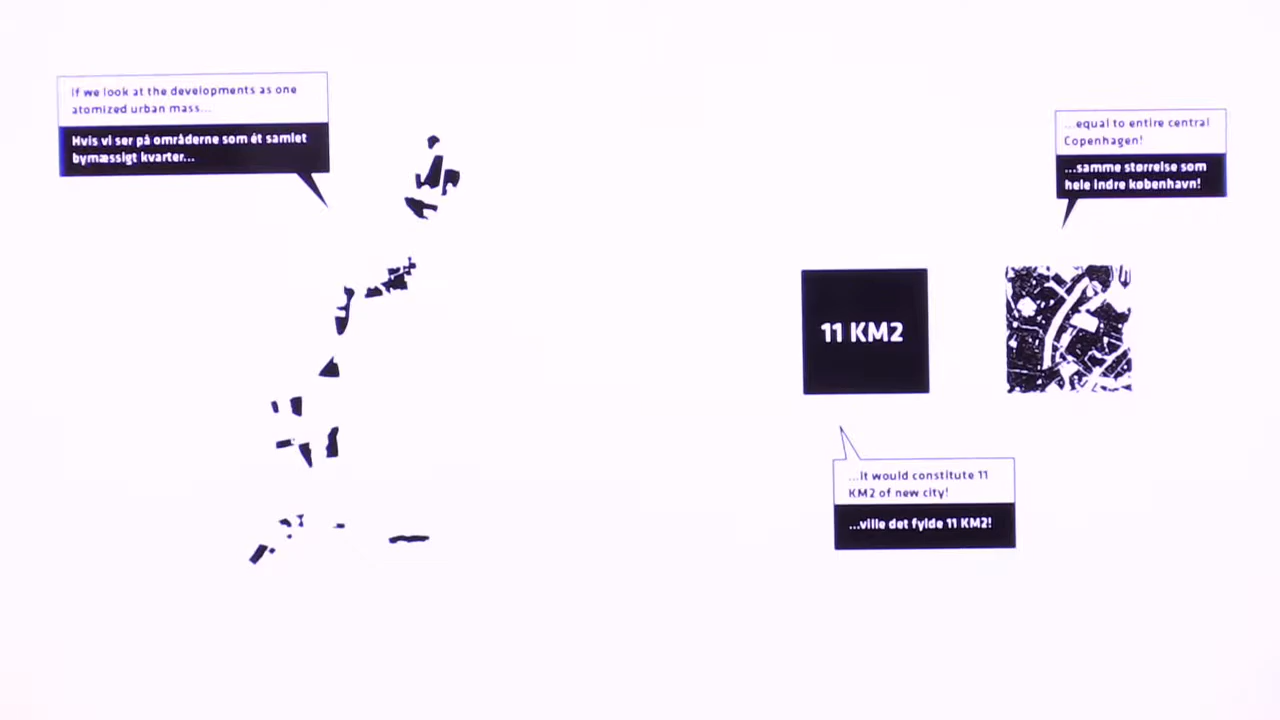 If we look at the developments as one
atomized urban mass...
Hvis vi ser på områderne som ét samlet
bymæssigt kvarter...
...equal to entire central
Copenhagen!
...samme størrelse som
hele indre københavn!
11 KM2
...it would constitute 11
KM2 of new city!
...ville det fylde 11 KM2!